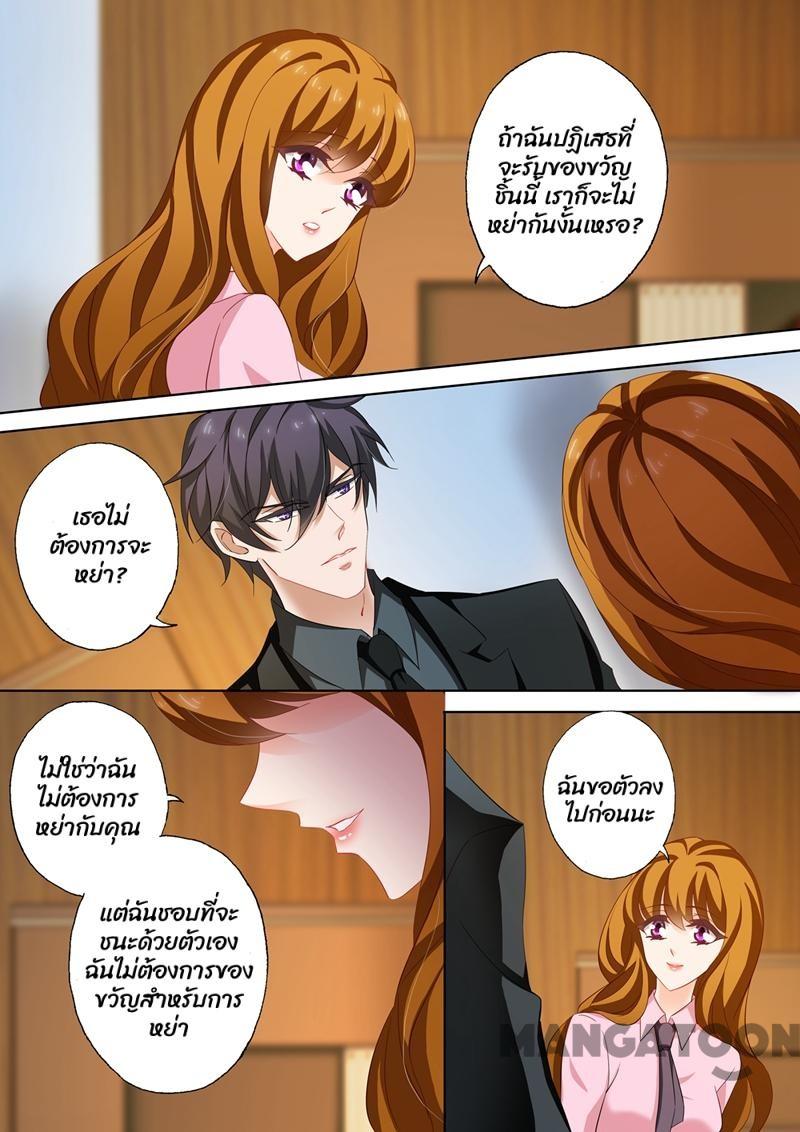 ถ้าฉันปฏิเสธที่
จะรับของขวัญ
ชิ้นนี้ เราก็จะไม่
หย่ากันงั้นเหรอ?
เธอไม่
ต้องการจะ
หย่า?
ไม่ใช่ว่าฉัน
ไม่ต้องการ
หย่ากับคุณ
แต่ฉันชอบที่จะ
ชนะด้วยตัวเอง
ฉันไม่ต้องการของ
ขวัญสำหรับการ
หย่า
ฉันขอตัวลง
ไปก่อนนะ
MANGATOON